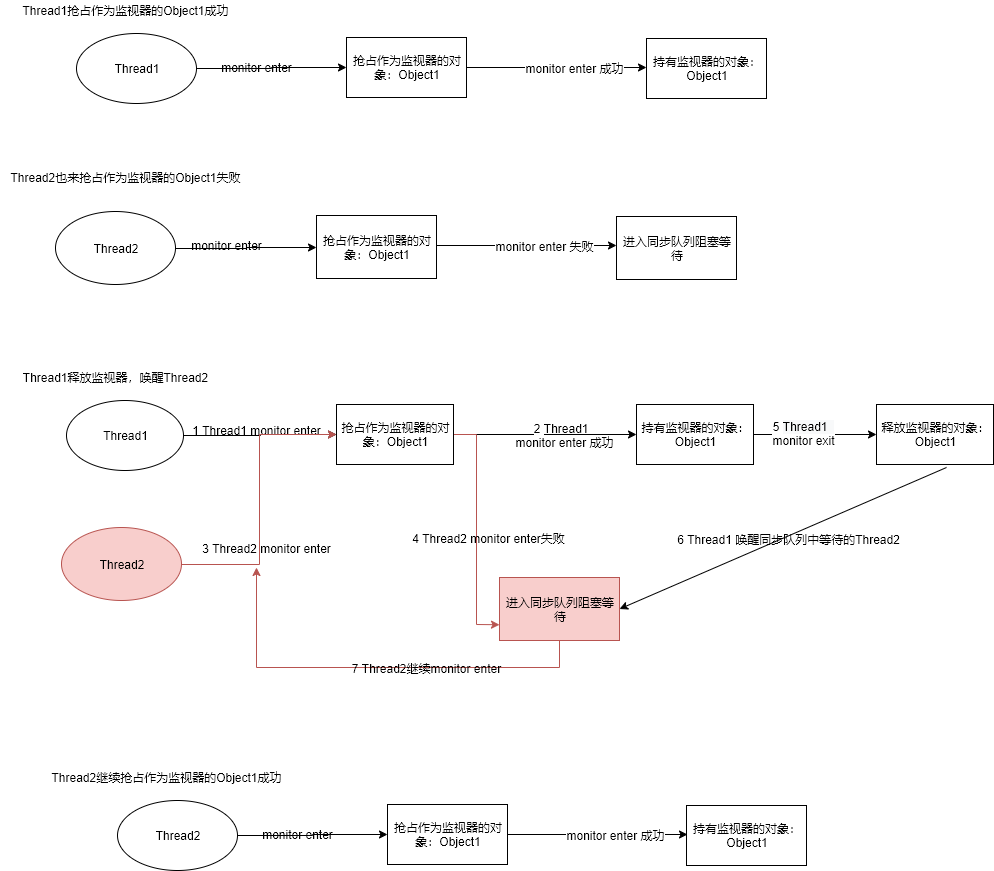 Thread1抢占作为监视器的Object1成功
Thread1
monitor enter
抢占作为监视器的对
象：Object1
monitor enter 成功
持有监视器的对象：
Object1
Thread2也来抢占作为监视器的Object1失败
Thread2
monitor enter
抢占作为监视器的对
象：Object1
monitor enter 失败
进入同步队列阻塞等
待
Thread1释放监视器，唤醒Thread2
Thread1
1 Thread1 monitor enter
抢占作为监视器的对
象：Object1
2 Thread1
monitor enter 成功
持有监视器的对象：
Object1
5 Thread1
monitor exit
释放监视器的对象：
Object1
Thread2
3 Thread2 monitor enter
4 Thread2 monitor enter失败
6 Thread1 唤醒同步队列中等待的Thread2
进入同步队列阻塞等
待
7 Thread2继续monitor enter
Thread2继续抢占作为监视器的Object1成功
Thread2
monitor enter
抢占作为监视器的对
象：Object1
monitor enter 成功
持有监视器的对象：
Object1